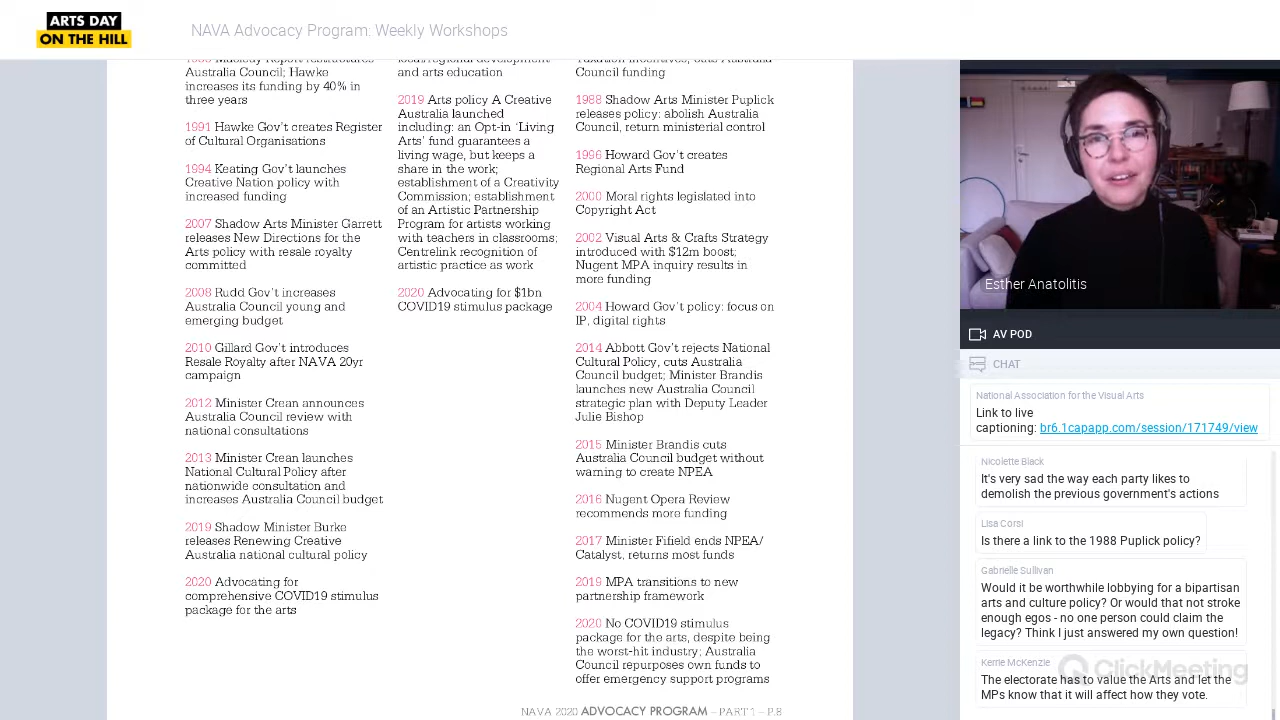 ARTS DAY
ON THE HILL
NAVA Advocacy Program: Weekly Workshops
Australia Council; Hawke
increases its funding by 40% in
three years
1991 Hawke Gov't creates Register
of Cultural Organisations
1994 Keating Gov't launches
Creative Nation policy with
increased funding
2007 Shadow Arts Minister Garrett
releases New Directions for the
Arts policy with resale royalty
committed
2008 Rudd Gov't increases
Australia Council young and
emerging budget
2010 Gillard Gov't introduces
Resale Royalty after NAVA 20yr
campaign
2012 Minister Crean announces
Australia Council review with
national consultations
2013 Minister Crean launches
National Cultural Policy after
nationwide consultation and
increases Australia Council budget
2019 Shadow Minister Burke
releases Renewing Creative
Australia national cultural policy
2020 Advocating for
comprehensive COVID19 stimulus
package for the arts
and arts education
2019 Arts policy A Creative
Australia launched
including: an Opt-in 'Living
Arts' fund guarantees a
living wage, but keeps a
share in the work;
establishment of a Creativity
Commission; establishment
of an Artistic Partnership
Program for artists working
with teachers in classrooms;
Centrelink recognition of
artistic practice as work
2020 Advocating for $1bn
COVID19 stimulus package
Council funding
1988 Shadow Arts Minister Puplick
releases policy: abolish Australia
Council, return ministerial control
1996 Howard Gov't creates
Regional Arts Fund
2000 Moral rights legislated into
Copyright Act
2002 Visual Arts & Crafts Strategy
introduced with $12m boost;
Nugent MPA inquiry results in
more funding
2004 Howard Gov't policy: focus on
IP, digital rights
2014 Abbott Gov't rejects National
Cultural Policy, cuts Australia
Council budget; Minister Brandis
launches new Australia Council
strategic plan with Deputy Leader
Julie Bishop
2015 Minister Brandis cuts
Australia Council budget without
warning to create NPEA
2016 Nugent Opera Review
recommends more funding
2017 Minister Fifield ends NPEA/
Catalyst, returns most funds
2019 MPA transitions to new
partnership framework
2020 No COVID19 stimulus
package for the arts, despite being
the worst-hit industry; Australia
Council repurposes own funds to
offer emergency support programs
NAVA 2020 ADVOCACY PROGRAM – PART 1 – P.8
Esther Anatolitis
AV POD
CHAT
National Association for the Visual Arts
Link to live
captioning: br6.1capapp.com/session/171749/view
Nicolette Black
It's very sad the way each party likes to
demolish the previous government's actions
Lisa Corsi
Is there a link to the 1988 Puplick policy?
Gabrielle Sullivan
Would it be worthwhile lobbying for a bipartisan
arts and culture policy? Or would that not stroke
enough egos - no one person could claim the
legacy? Think I just answered my own question!
Kerrie McKenzie
The electorate has to value the Arts and let the
MPs know that it will affect how they vote.
ClickMeeting